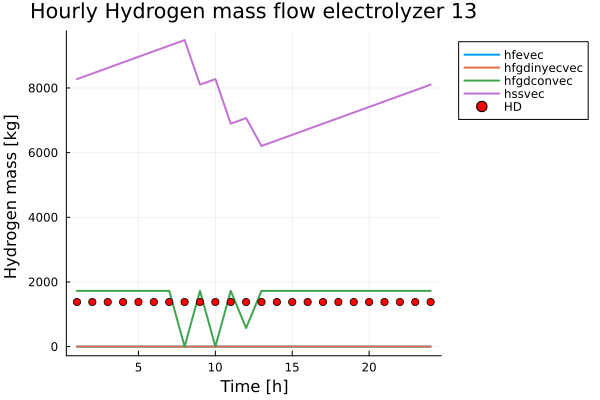 Hourly Hydrogen mass flow electrolyzer 13
Hydrogen mass [kg]
8000
6000
4000
2000
0
5
10
15
20
Time [h]
hfevec
hfgdinyecvec
hfgdconvec
hssvec
HD